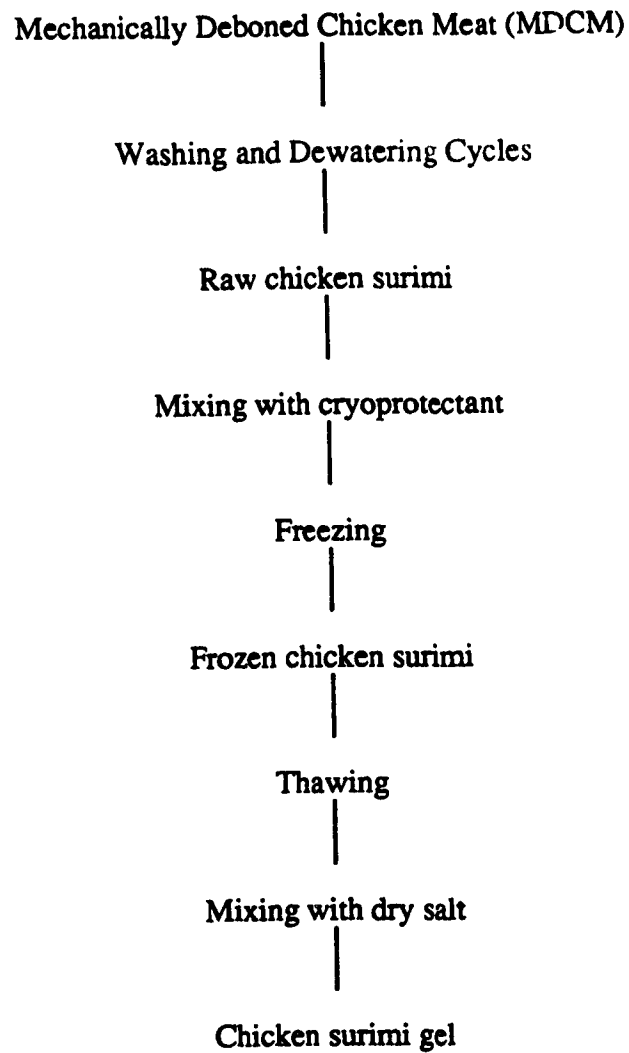 Mechanically Deboned Chicken Meat (MDCM)
Washing and Dewatering Cycles
Raw chicken surimi
Mixing with cryoprotectant
Freezing
Frozen chicken surimi
Thawing
Mixing with dry salt
Chicken surimi gel